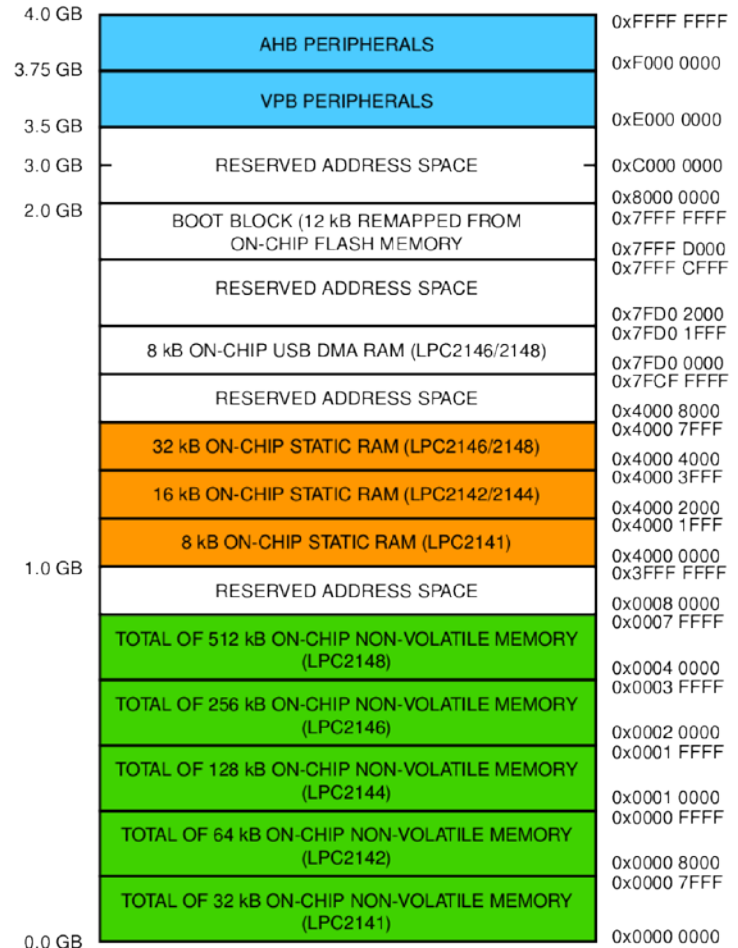 4.0 GB
0xFFFF FFFF
AHB PERIPHERALS
0xF000 0000
3.75 GB
VPB PERIPHERALS
0xE000 0000
3.5 GB
3.0 GB
RESERVED ADDRESS SPACE
0xC000 0000
0x8000 0000
2.0 GB
0x7FFF FFFF
BOOT BLOCK (12 kB REMAPPED FROM
ON-CHIP FLASH MEMORY
0x7FFF D000
0x7FFF CFFF
RESERVED ADDRESS SPACE
0x7FD0 2000
0x7FD0 1FFF
8 kB ON-CHIP USB DMA RAM (LPC2146/2148)
0x7FD0 0000
0x7FCF FFFF
RESERVED ADDRESS SPACE
0x4000 8000
0x4000 7FFF
32 kB ON-CHIP STATIC RAM (LPC2146/2148)
0x4000 4000
0x4000 3FFF
16 kB ON-CHIP STATIC RAM (LPC2142/2144)
0x4000 2000
0x4000 1FFF
8 kB ON-CHIP STATIC RAM (LPC2141)
0x4000 0000
1.0 GB
0x3FFF FFFF
RESERVED ADDRESS SPACE
0x0008 0000
0x0007 FFFF
TOTAL OF 512 kB ON-CHIP NON-VOLATILE MEMORY
(LPC2148)
0x0004 0000
0x0003 FFFF
TOTAL OF 256 kB ON-CHIP NON-VOLATILE MEMORY
(LPC2146)
0x0002 0000
0x0001 FFFF
TOTAL OF 128 kB ON-CHIP NON-VOLATILE MEMORY
(LPC2144)
0x0001 0000
0x0000 FFFF
TOTAL OF 64 kB ON-CHIP NON-VOLATILE MEMORY
(LPC2142)
0x0000 8000
0x0000 7FFF
TOTAL OF 32 kB ON-CHIP NON-VOLATILE MEMORY
(LPC2141)
0.0 GB
0x0000 0000